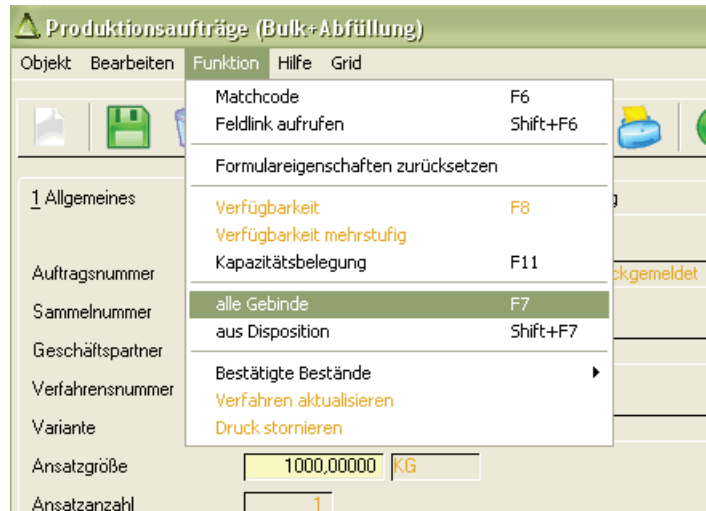 Produktionsaufträge (Bulk+Abfüllung)
Objekt Bearbeiten Funktion Hilfe Grid
Matchcode F6
Feldlink aufrufen Shift+F6
Formulareigenschaften zurücksetzen
1 Allgemeines
Verfügbarkeit F8
Verfügbarkeit mehrstufig
Kapazitätsbelegung F11
Auftragsnummer ckgemeldet
alle Gebinde F7
Sammelnummer
aus Disposition Shift+F7
Geschäftspartner
Bestätigte Bestände
Verfahrensnummer
Verfahren aktualisieren
Variante
Druck stornieren
Ansatzgröße 1000,00000 KG
Ansatzanzahl 1